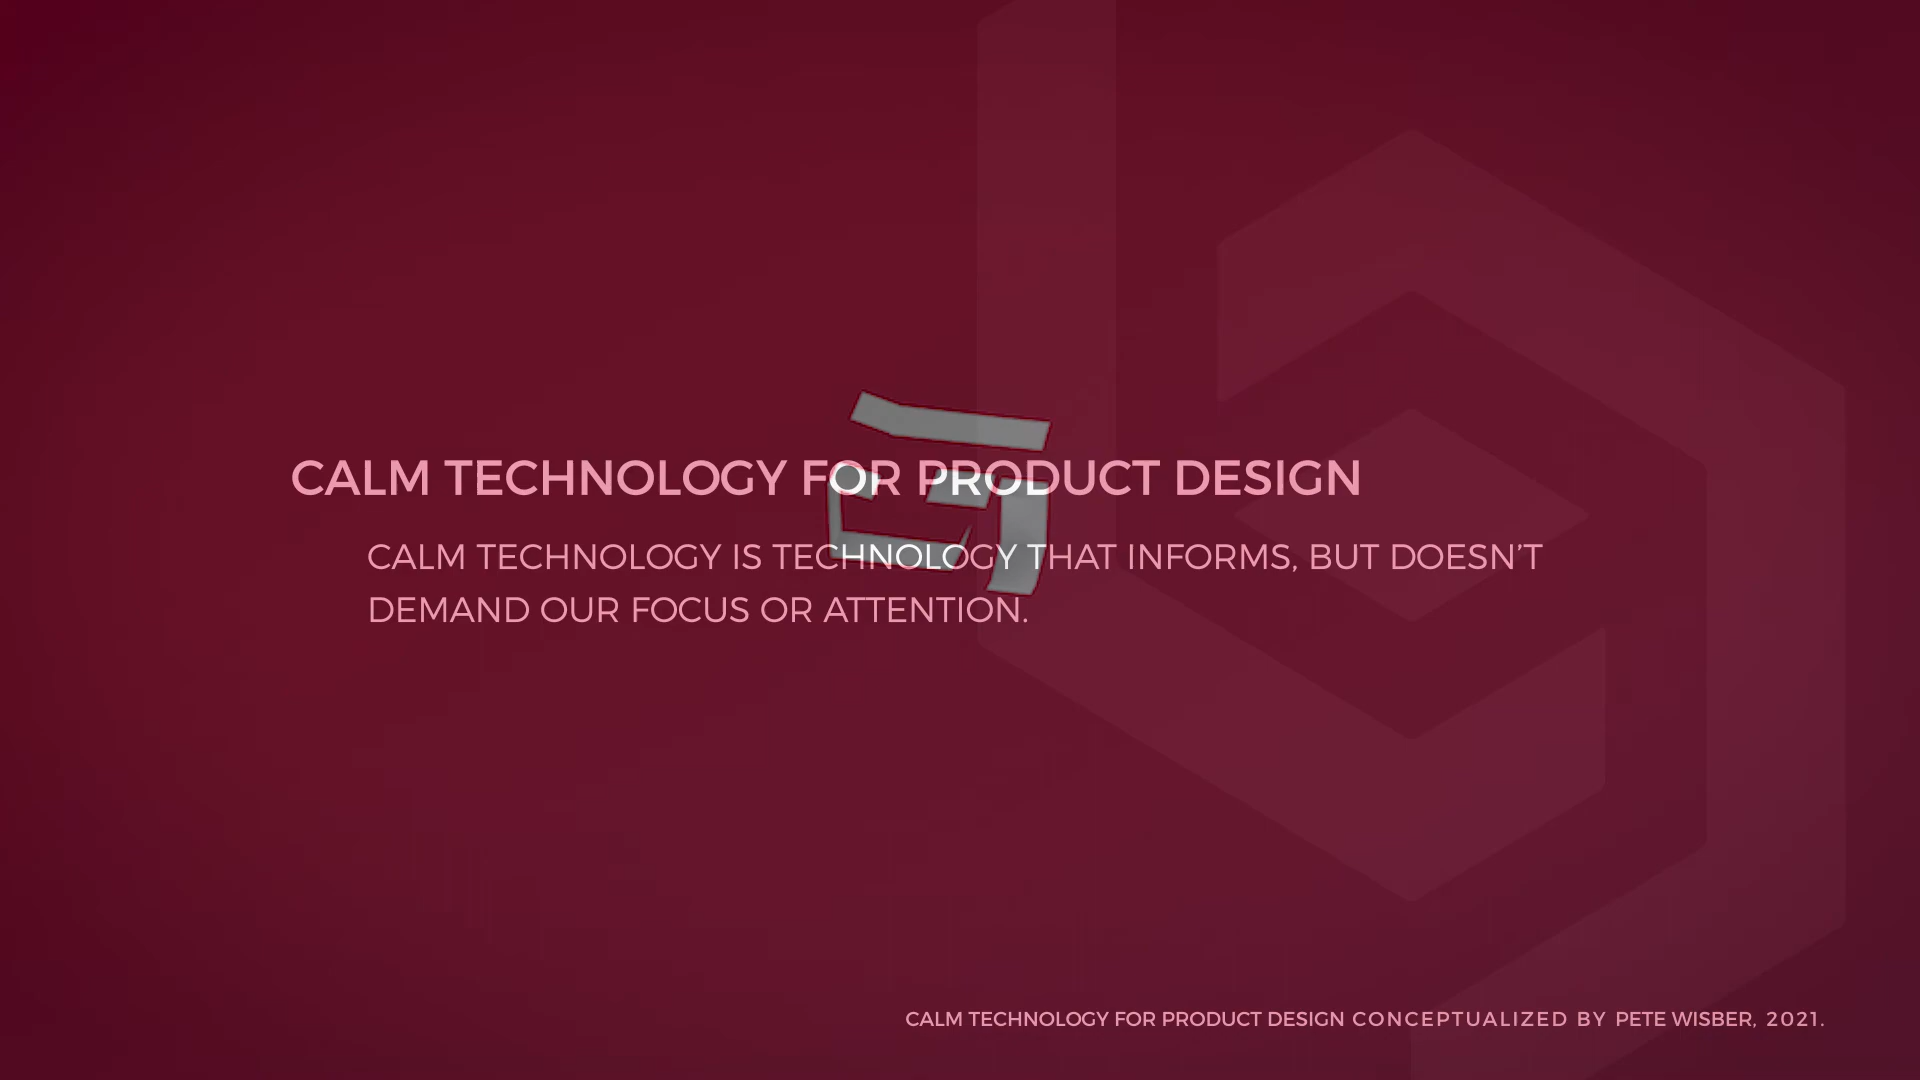 CALM TECHNOLOGY FOR PRODUCT DESIGN
CALM TECHNOLOGY IS TECHNOLOGY THAT INFORMS, BUT DOESN’T
DEMAND OUR FOCUS OR ATTENTION.
CALM TECHNOLOGY FOR PRODUCT DESIGN CONCEPTUALIZED BY PETE WISBER, 2021.